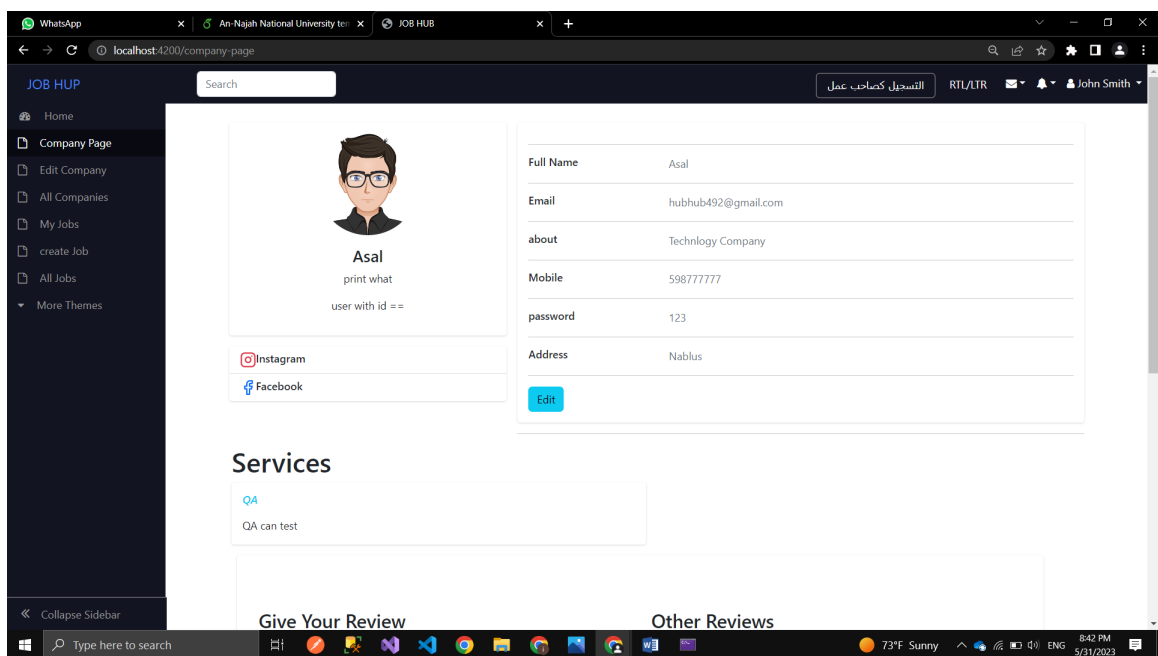 WhatsApp
An-Najah National University ten
JOB HUB
localhost:4200/company-page
JOB HUP
Search
التسجيل كصاحب عمل
RTL/LTR
John Smith
Home
Company Page
Edit Company
All Companies
My Jobs
create Job
All Jobs
More Themes
Collapse Sidebar
Asal
print what
user with id ==
Instagram
Facebook
Full Name Asal
Email hubhub492@gmail.com
about Technlogy Company
Mobile 598777777
password 123
Address Nablus
Edit
Services
QA
QA can test
Give Your Review
Other Reviews
Type here to search
73°F Sunny
ENG
8:42 PM
5/31/2023